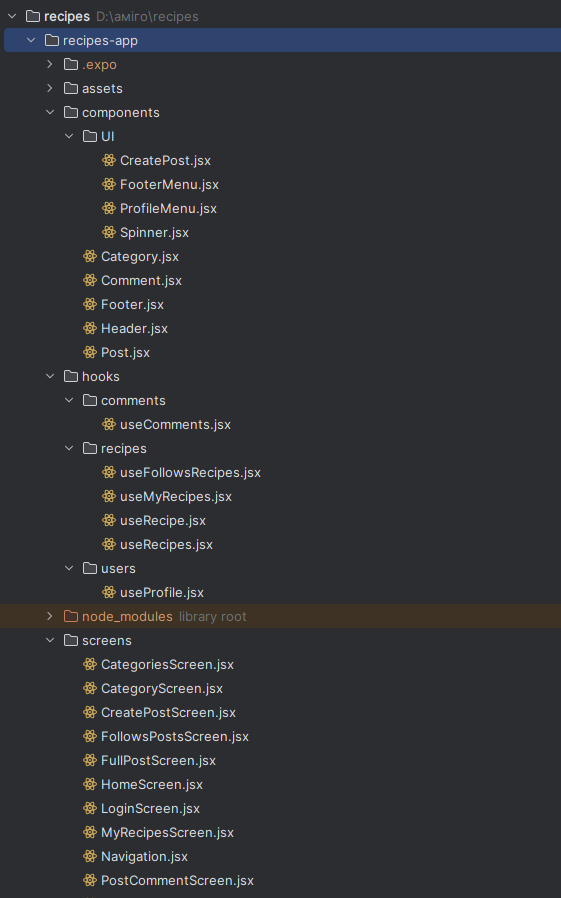 recipes D:\аміго\recipes
recipes-app
.expo
assets
components
UI
CreatePost.jsx
FooterMenu.jsx
ProfileMenu.jsx
Spinner.jsx
Category.jsx
Comment.jsx
Footer.jsx
Header.jsx
Post.jsx
hooks
comments
useComments.jsx
recipes
useFollowsRecipes.jsx
useMyRecipes.jsx
useRecipe.jsx
useRecipes.jsx
users
useProfile.jsx
node_modules library root
screens
CategoriesScreen.jsx
CategoryScreen.jsx
CreatePostScreen.jsx
FollowsPostsScreen.jsx
FullPostScreen.jsx
HomeScreen.jsx
LoginScreen.jsx
MyRecipesScreen.jsx
Navigation.jsx
PostCommentScreen.jsx